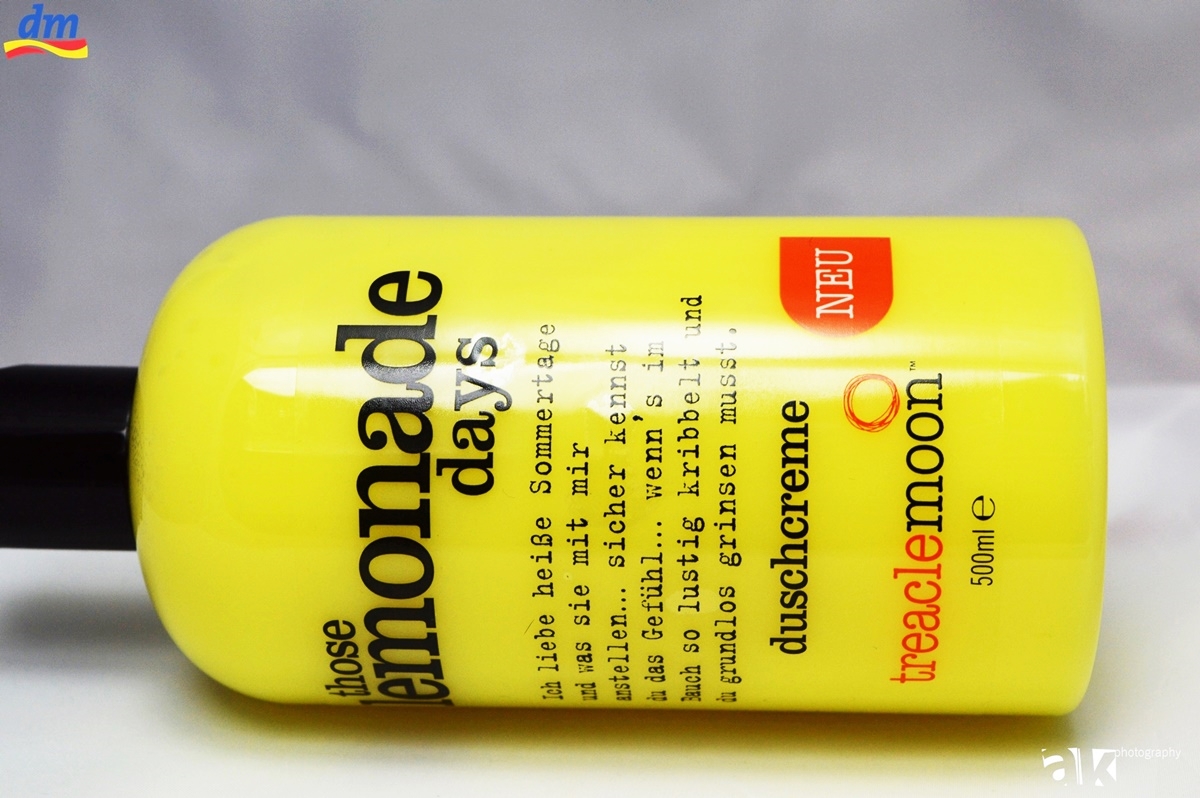 dm
those
lemonade
days
Ich liebe heiße Sommertage
und was sie mit mir
anstellen... sicher kennst
du das Gefühl... wenn's im
Bauch so lustig kribbelt und
du grundlos grinsen musst.
NEU
duschcreme
treaclemoon™
500ml ℮
ak photography